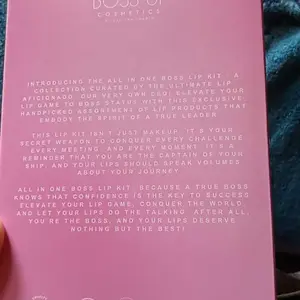 BOSS UP
COSMETICS
INTRODUCING THE ALL IN ONE BOSS LIP KIT. A
COLLECTION CURATED BY THE ULTIMATE LIP
AFICIONADO, OUR VERY OWN CEO! ELEVATE YOUR
LIP GAME TO BOSS STATUS WITH THIS EXCLUSIVE,
HANDPICKED ASSORTMENT OF LIP PRODUCTS THAT
EMBODY THE SPIRIT OF A TRUE LEADER
THIS LIP KIT ISN'T JUST MAKEUP, IT'S YOUR
SECRET WEAPON TO CONQUER EVERY CHALLENGE
EVERY MEETING, AND EVERY MOMENT. IT'S A
REMINDER THAT YOU ARE THE CAPTAIN OF YOUR
SHIP, AND YOUR LIPS SHOULD SPEAK VOLUMES
ABOUT YOUR JOURNEY
ALL IN ONE BOSS LIP KIT, BECAUSE A TRUE BOSS
KNOWS THAT CONFIDENCE IS THE KEY TO SUCCESS
ELEVATE YOUR LIP GAME, CONQUER THE WORLD,
AND LET YOUR LIPS DO THE TALKING. AFTER ALL,
YOU'RE THE BOSS, AND YOUR LIPS DESERVE
NOTHING BUT THE BEST!